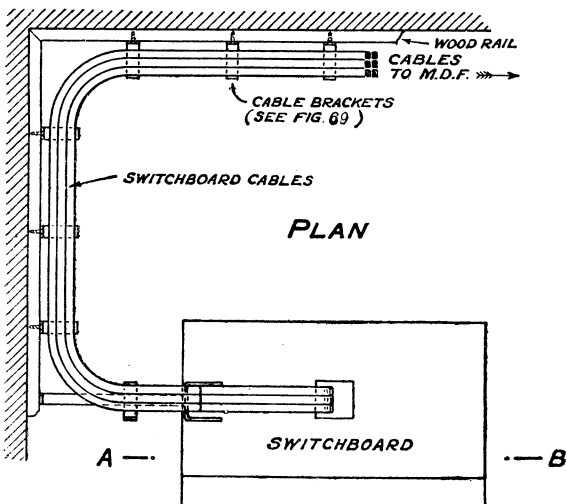 WOOD RAIL
CABLES
TO M.D.F.
CABLE BRACKETS
(SEE FIG. 69)
SWITCHBOARD CABLES
PLAN
SWITCHBOARD
A
B